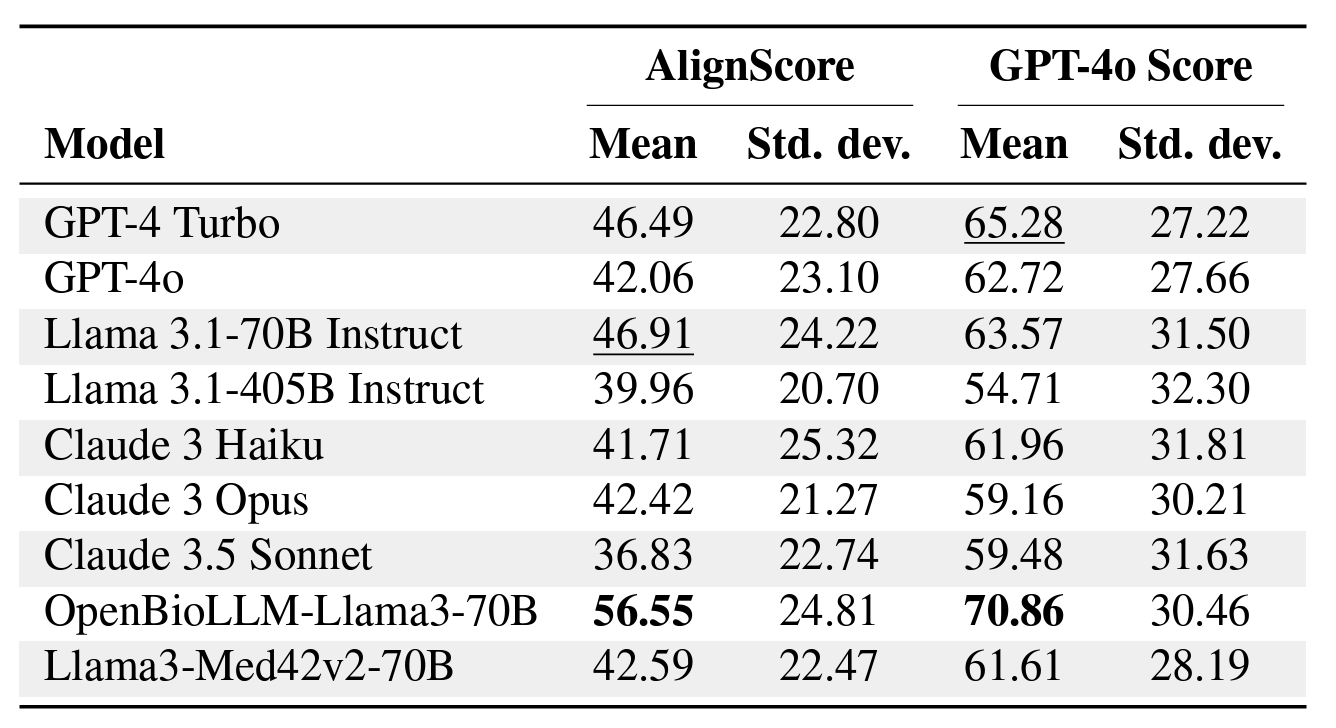 AlignScore GPT-4o Score
Model Mean Std. dev. Mean Std. dev.
GPT-4 Turbo 46.49 22.80 65.28 27.22
GPT-4o 42.06 23.10 62.72 27.66
Llama 3.1-70B Instruct 46.91 24.22 63.57 31.50
Llama 3.1-405B Instruct 39.96 20.70 54.71 32.30
Claude 3 Haiku 41.71 25.32 61.96 31.81
Claude 3 Opus 42.42 21.27 59.16 30.21
Claude 3.5 Sonnet 36.83 22.74 59.48 31.63
OpenBioLLM-Llama3-70B 56.55 24.81 70.86 30.46
Llama3-Med42v2-70B 42.59 22.47 61.61 28.19